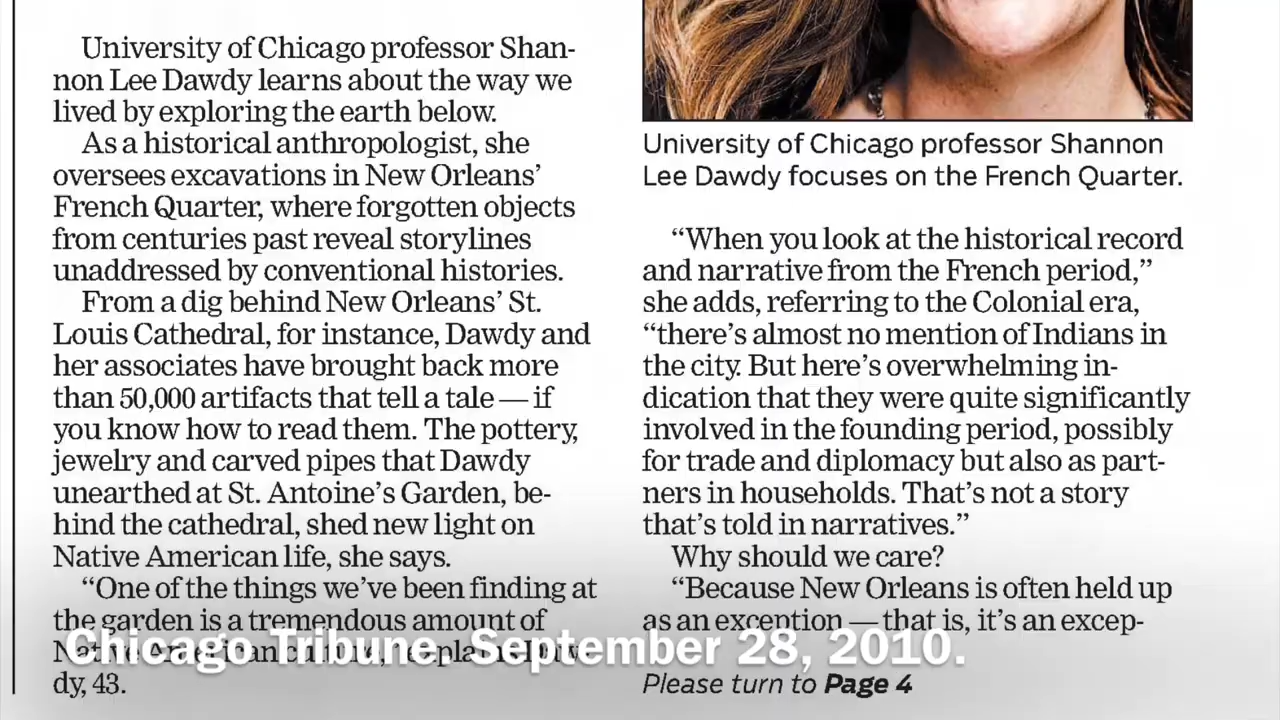 University of Chicago professor Shan-
non Lee Dawdy learns about the way we
lived by exploring the earth below.
As a historical anthropologist, she
oversees excavations in New Orleans’
French Quarter, where forgotten objects
from centuries past reveal storylines
unaddressed by conventional histories.
From a dig behind New Orleans’ St.
Louis Cathedral, for instance, Dawdy and
her associates have brought back more
than 50,000 artifacts that tell a tale — if
you know how to read them. The pottery,
jewelry and carved pipes that Dawdy
unearthed at St. Antoine’s Garden, be-
hind the cathedral, shed new light on
Native American life, she says.
“One of the things we’ve been finding at
the garden is a tremendous amount of
Native American culture,” explains Daw-
dy, 43.
University of Chicago professor Shannon
Lee Dawdy focuses on the French Quarter.
“When you look at the historical record
and narrative from the French period,”
she adds, referring to the Colonial era,
“there’s almost no mention of Indians in
the city. But here’s overwhelming in-
dication that they were quite significantly
involved in the founding period, possibly
for trade and diplomacy but also as part-
ners in households. That’s not a story
that’s told in narratives.”
Why should we care?
“Because New Orleans is often held up
as an exception — that is, it’s an excep-
Please turn to Page 4
Chicago Tribune. September 28, 2010.